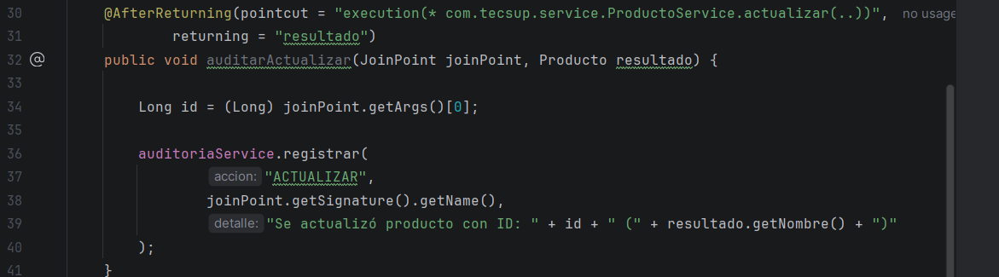 30 @AfterReturning(pointcut = "execution(* com.tecsup.service.ProductoService.actualizar(..))", no usage
31 returning = "resultado")
32 @ public void auditarActualizar(JoinPoint joinPoint, Producto resultado) {
33
34 Long id = (Long) joinPoint.getArgs()[0];
35
36 auditoriaService.registrar(
37 accion: "ACTUALIZAR",
38 joinPoint.getSignature().getName(),
39 detalle: "Se actualizó producto con ID: " + id + " (" + resultado.getNombre() + ")"
40 );
41 }